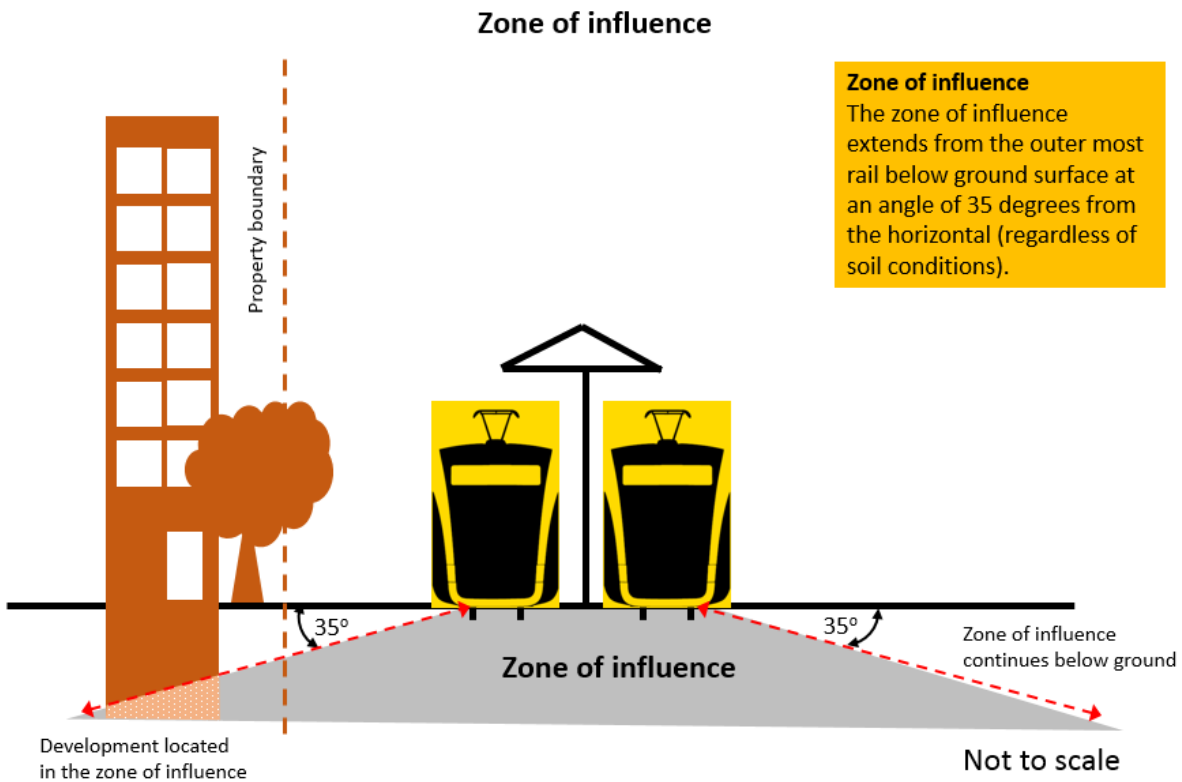 Zone of influence
Zone of influence
The zone of influence
extends from the outer most
rail below ground surface at
an angle of 35 degrees from
the horizontal (regardless of
soil conditions).
Property boundary
35°
35°
Zone of influence
continues below ground
Zone of influence
Development located
in the zone of influence
Not to scale